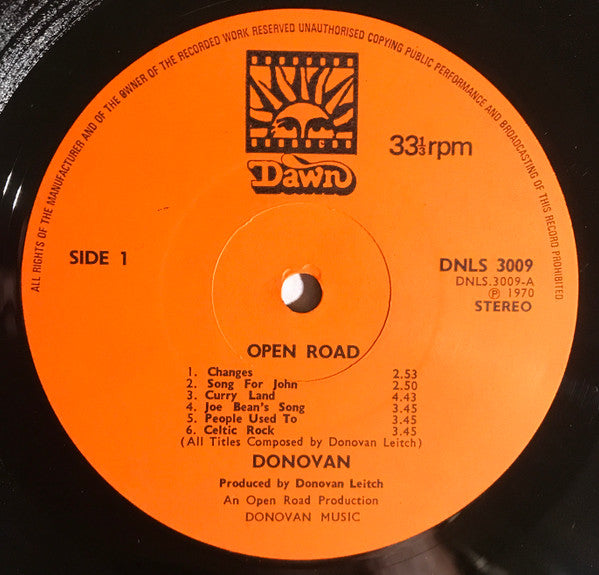 ALL RIGHTS OF THE MANUFACTURER AND OF THE OWNER OF THE RECORDED WORK RESERVED UNAUTHORISED COPYING PUBLIC PERFORMANCE AND BROADCASTING OF THIS RECORD PROHIBITED
Dawn
33⅓rpm
SIDE 1
DNLS 3009
DNLS.3009-A
Ⓟ 1970
STEREO
OPEN ROAD
1. Changes 2.53
2. Song For John 2.50
3. Curry Land 4.43
4. Joe Bean's Song 3.45
5. People Used To 3.45
6. Celtic Rock 3.45
(All Titles Composed by Donovan Leitch)
DONOVAN
Produced by Donovan Leitch
An Open Road Production
DONOVAN MUSIC